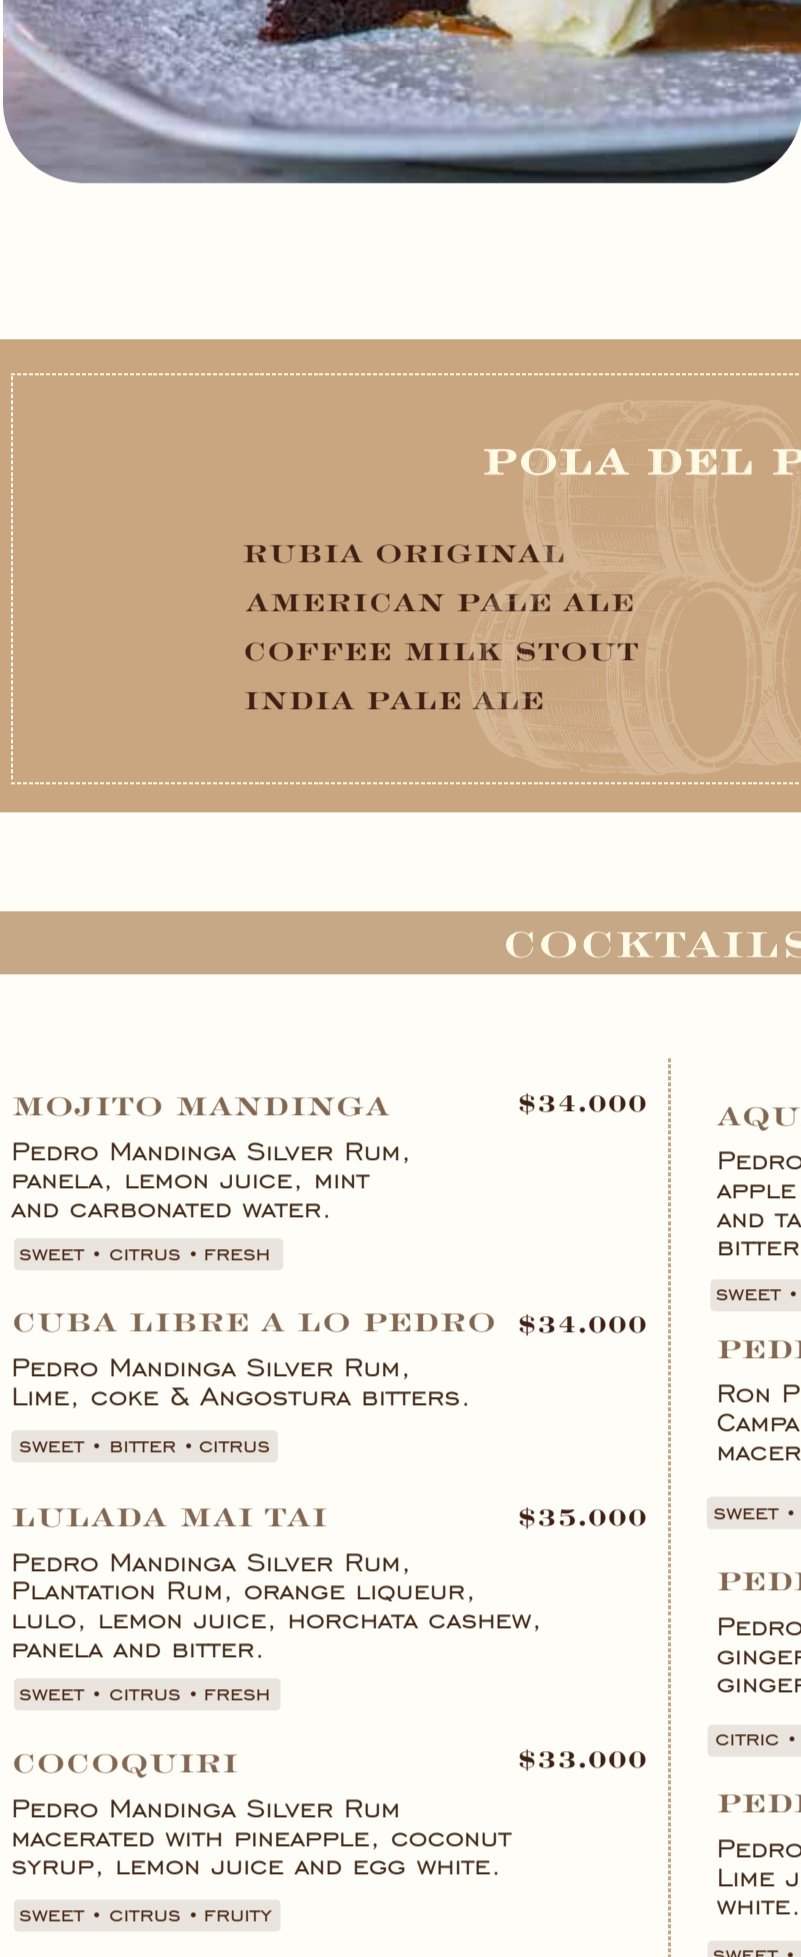 POLA DEL P
RUBIA ORIGINAL
AMERICAN PALE ALE
COFFEE MILK STOUT
INDIA PALE ALE
COCKTAILS
MOJITO MANDINGA $34.000
PEDRO MANDINGA SILVER RUM,
PANELA, LEMON JUICE, MINT
AND CARBONATED WATER.
SWEET • CITRUS • FRESH
CUBA LIBRE A LO PEDRO $34.000
PEDRO MANDINGA SILVER RUM,
LIME, COKE & ANGOSTURA BITTERS.
SWEET • BITTER • CITRUS
LULADA MAI TAI $35.000
PEDRO MANDINGA SILVER RUM,
PLANTATION RUM, ORANGE LIQUEUR,
LULO, LEMON JUICE, HORCHATA CASHEW,
PANELA AND BITTER.
SWEET • CITRUS • FRESH
COCOQUIRI $33.000
PEDRO MANDINGA SILVER RUM
MACERATED WITH PINEAPPLE, COCONUT
SYRUP, LEMON JUICE AND EGG WHITE.
SWEET • CITRUS • FRUITY
AQU
PEDRO
APPLE
AND TA
BITTER
SWEET •
PED
RON P
CAMPA
MACER
SWEET •
PED
PEDRO
GINGER
GINGER
CITRIC •
PED
PEDRO
LIME J
WHITE.
SWEET •